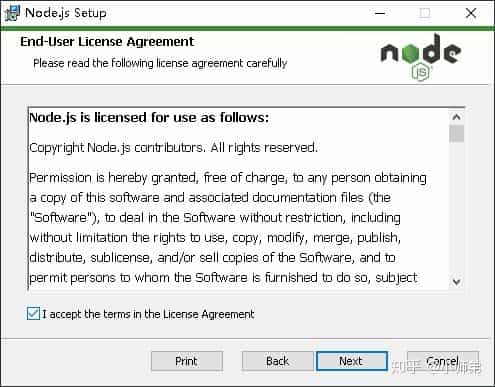 Node.js Setup
End-User License Agreement
Please read the following license agreement carefully
node
JS
Node.js is licensed for use as follows:
Copyright Node.js contributors. All rights reserved.
Permission is hereby granted, free of charge, to any person obtaining
a copy of this software and associated documentation files (the
"Software"), to deal in the Software without restriction, including
without limitation the rights to use, copy, modify, merge, publish,
distribute, sublicense, and/or sell copies of the Software, and to
permit persons to whom the Software is furnished to do so, subject
I accept the terms in the License Agreement
Print
Back
Next
Cancel
知乎 @小师弟